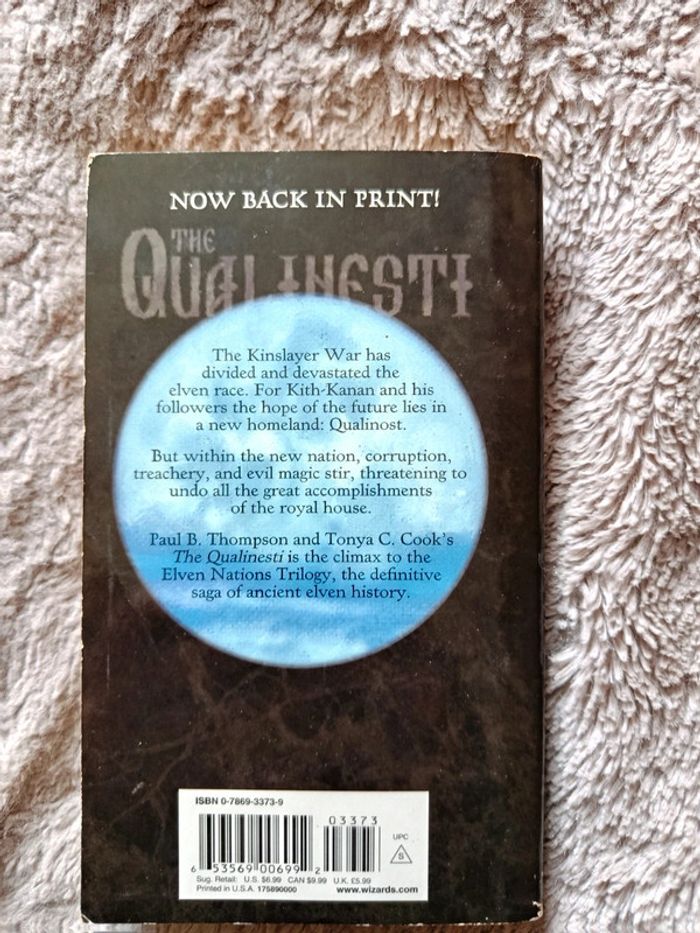 NOW BACK IN PRINT!
THE
QUALINESTI
The Kinslayer War has
divided and devastated the
elven race. For Kith-Kanan and his
followers the hope of the future lies in
a new homeland: Qualinost.
But within the new nation, corruption,
treachery, and evil magic stir, threatening to
undo all the great accomplishments
of the royal house.
Paul B. Thompson and Tonya C. Cook's
The Qualinesti is the climax to the
Elven Nations Trilogy, the definitive
saga of ancient elven history.
ISBN 0-7869-3373-9
03373
UPC
S
6 53569 00699 2
Sug. Retail: U.S. $6.99 CAN $9.99 U.K. £5.99
Printed in U.S.A. 175890000 www.wizards.com